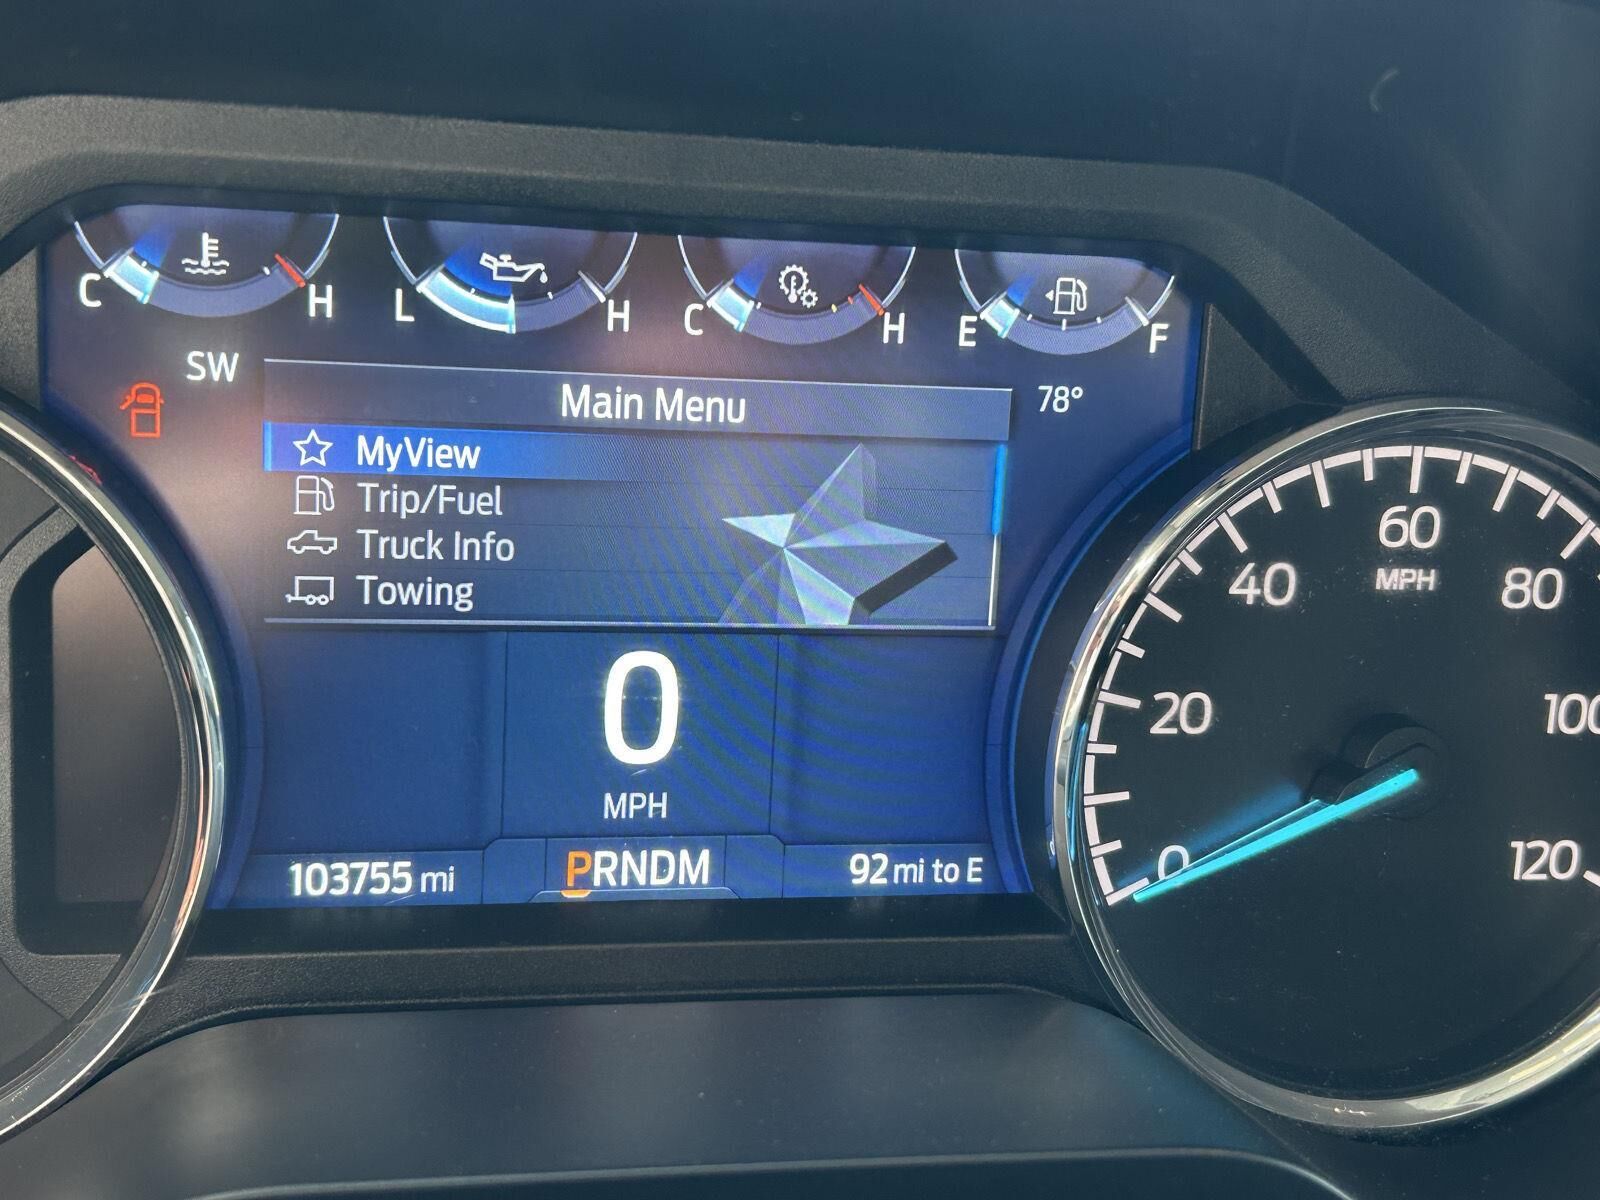 C H L H C H E F
SW
78°
Main Menu
MyView
Trip/Fuel
Truck Info
Towing
0
MPH
103755 mi
PRNDM
92 mi to E
0
20
40
60
MPH
80
100
120